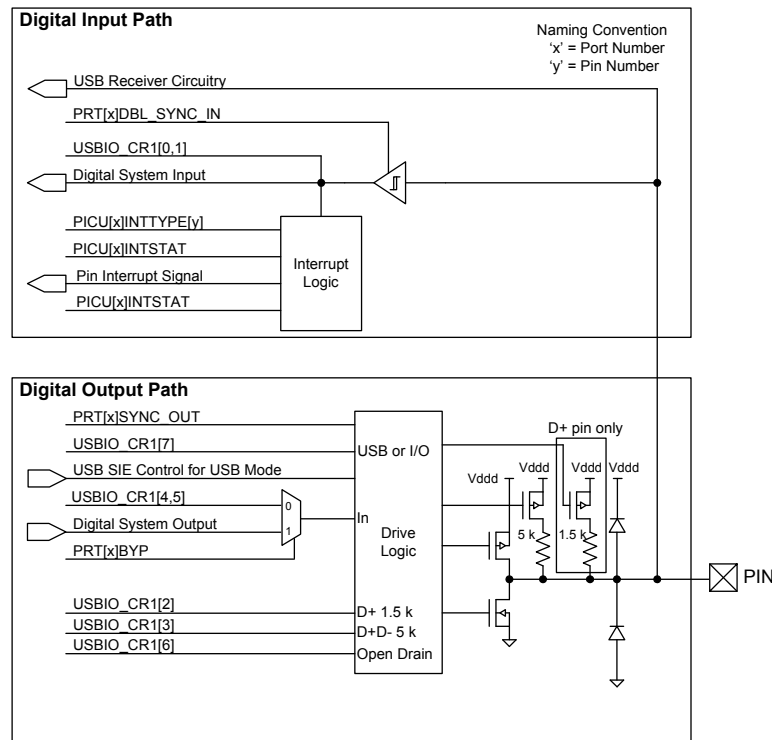 Digital Input Path
Naming Convention
‘x’ = Port Number
‘y’ = Pin Number
USB Receiver Circuitry
PRT[x]DBL_SYNC_IN
USBIO_CR1[0,1]
Digital System Input
PICU[x]INTTYPE[y]
PICU[x]INTSTAT
Pin Interrupt Signal
PICU[x]INTSTAT
Interrupt
Logic
Digital Output Path
PRT[x]SYNC_OUT
USBIO_CR1[7]
USB SIE Control for USB Mode
USBIO_CR1[4,5]
Digital System Output
PRT[x]BYP
0
1
USBIO_CR1[2]
USBIO_CR1[3]
USBIO_CR1[6]
USB or I/O
In
Drive
Logic
D+ 1.5 k
D+D- 5 k
Open Drain
D+ pin only
Vddd
Vddd
Vddd
Vddd
5 k
1.5 k
PIN